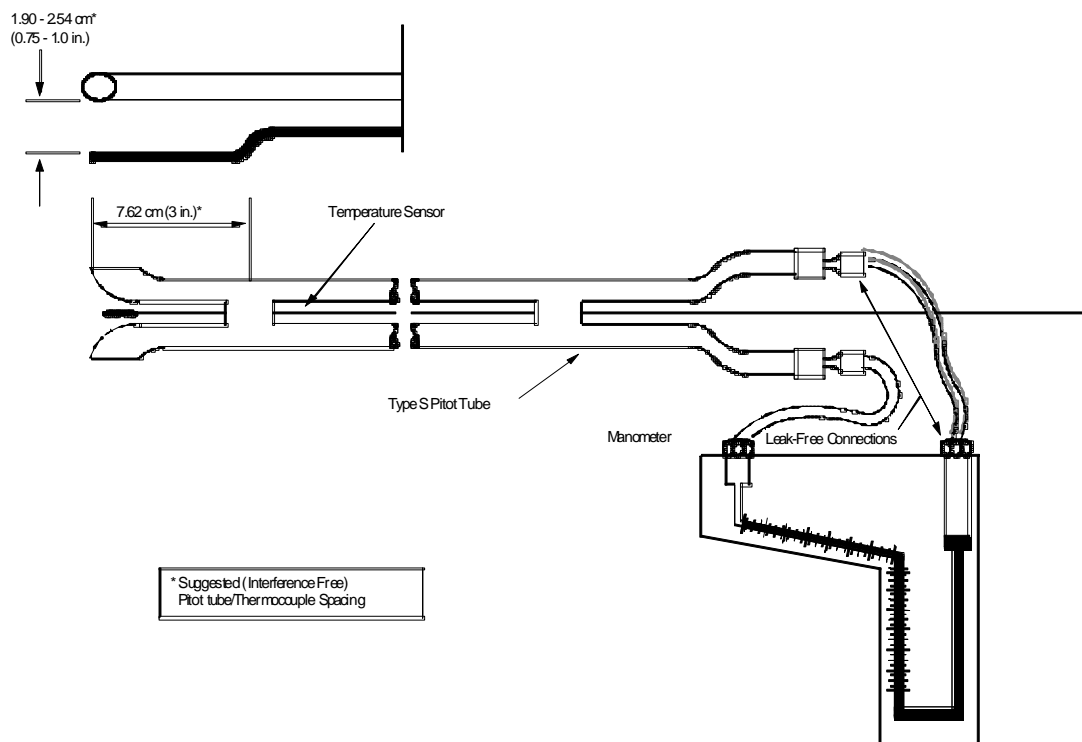 1.90 - 2.54 cm*
(0.75 - 1.0 in.)
7.62 cm (3 in.)*
Temperature Sensor
Type S Pitot Tube
Manometer
Leak-Free Connections
* Suggested (Interference Free)
Pitot tube/Thermocouple Spacing